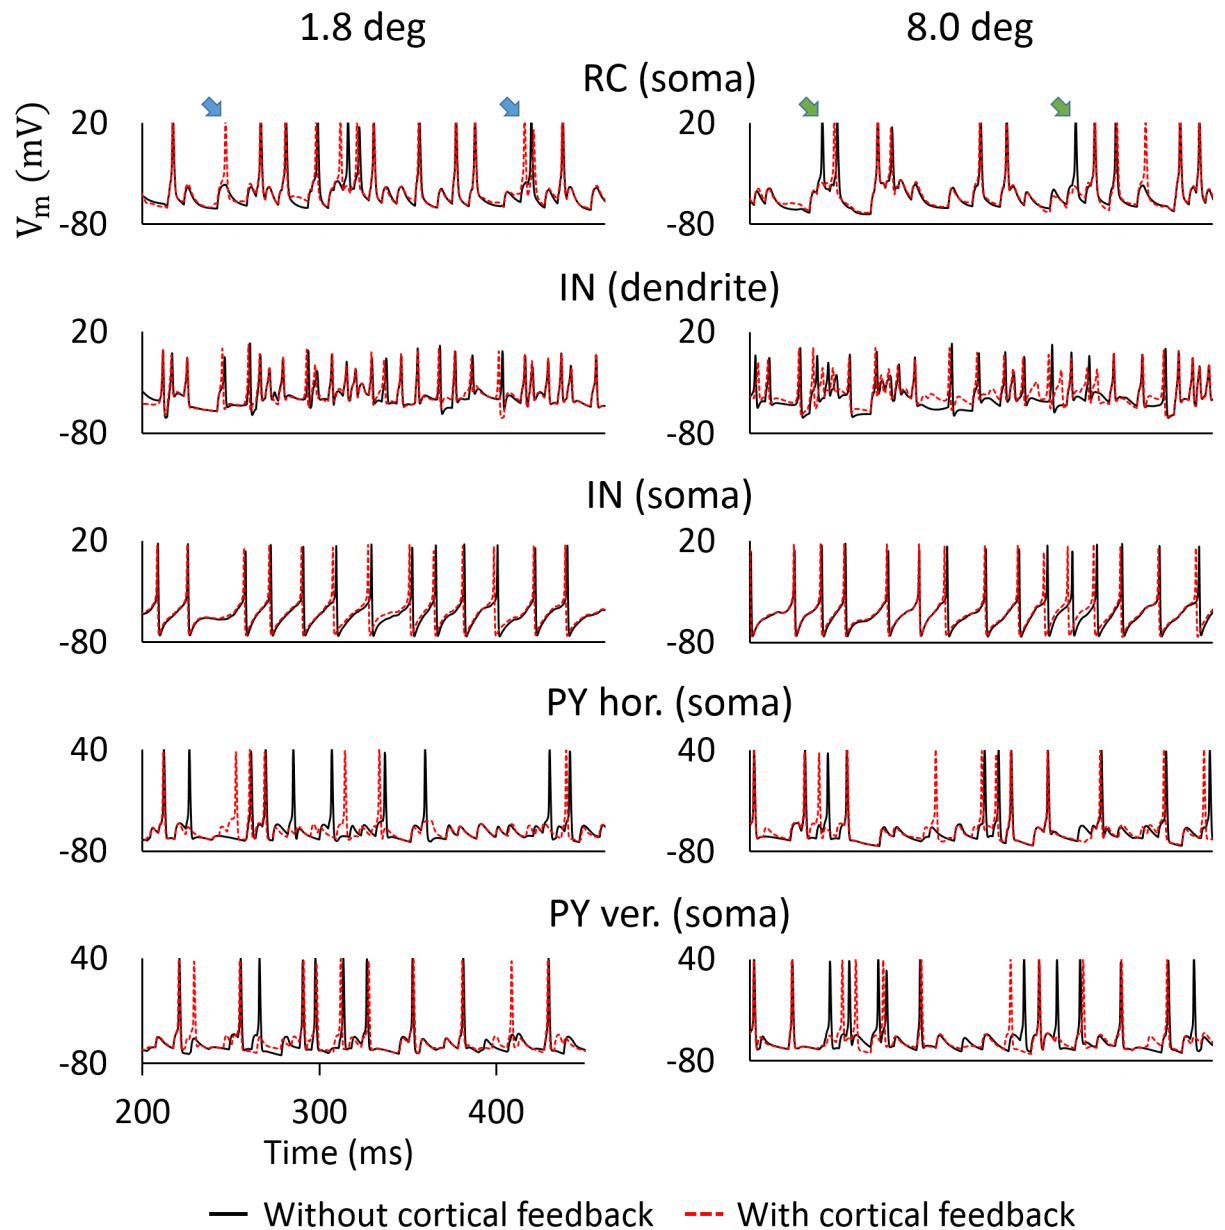 1.8 deg 8.0 deg
RC (soma)
Vm (mV)
20 20
-80 -80
IN (dendrite)
20 20
-80 -80
IN (soma)
20 20
-80 -80
PY hor. (soma)
40 40
-80 -80
PY ver. (soma)
40 40
-80 -80
200 300 400
Time (ms)
Without cortical feedback With cortical feedback